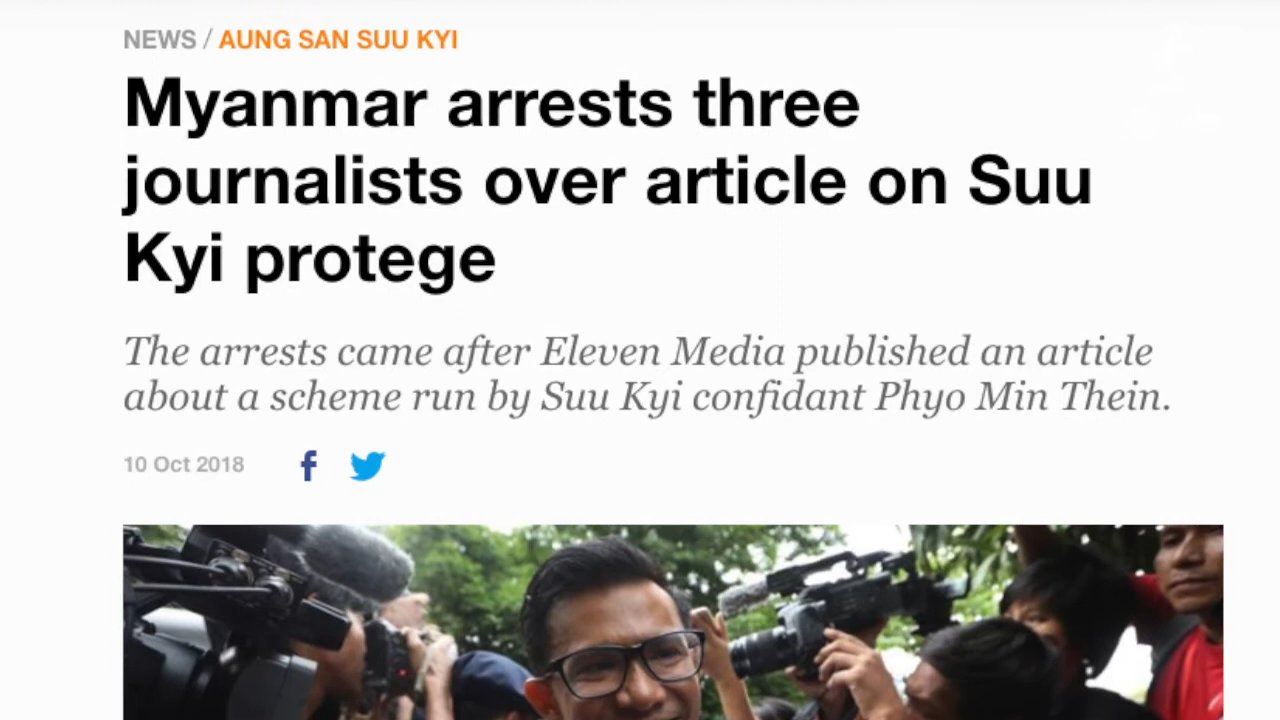 NEWS / AUNG SAN SUU KYI
Myanmar arrests three
journalists over article on Suu
Kyi protege
The arrests came after Eleven Media published an article
about a scheme run by Suu Kyi confidant Phyo Min Thein.
10 Oct 2018